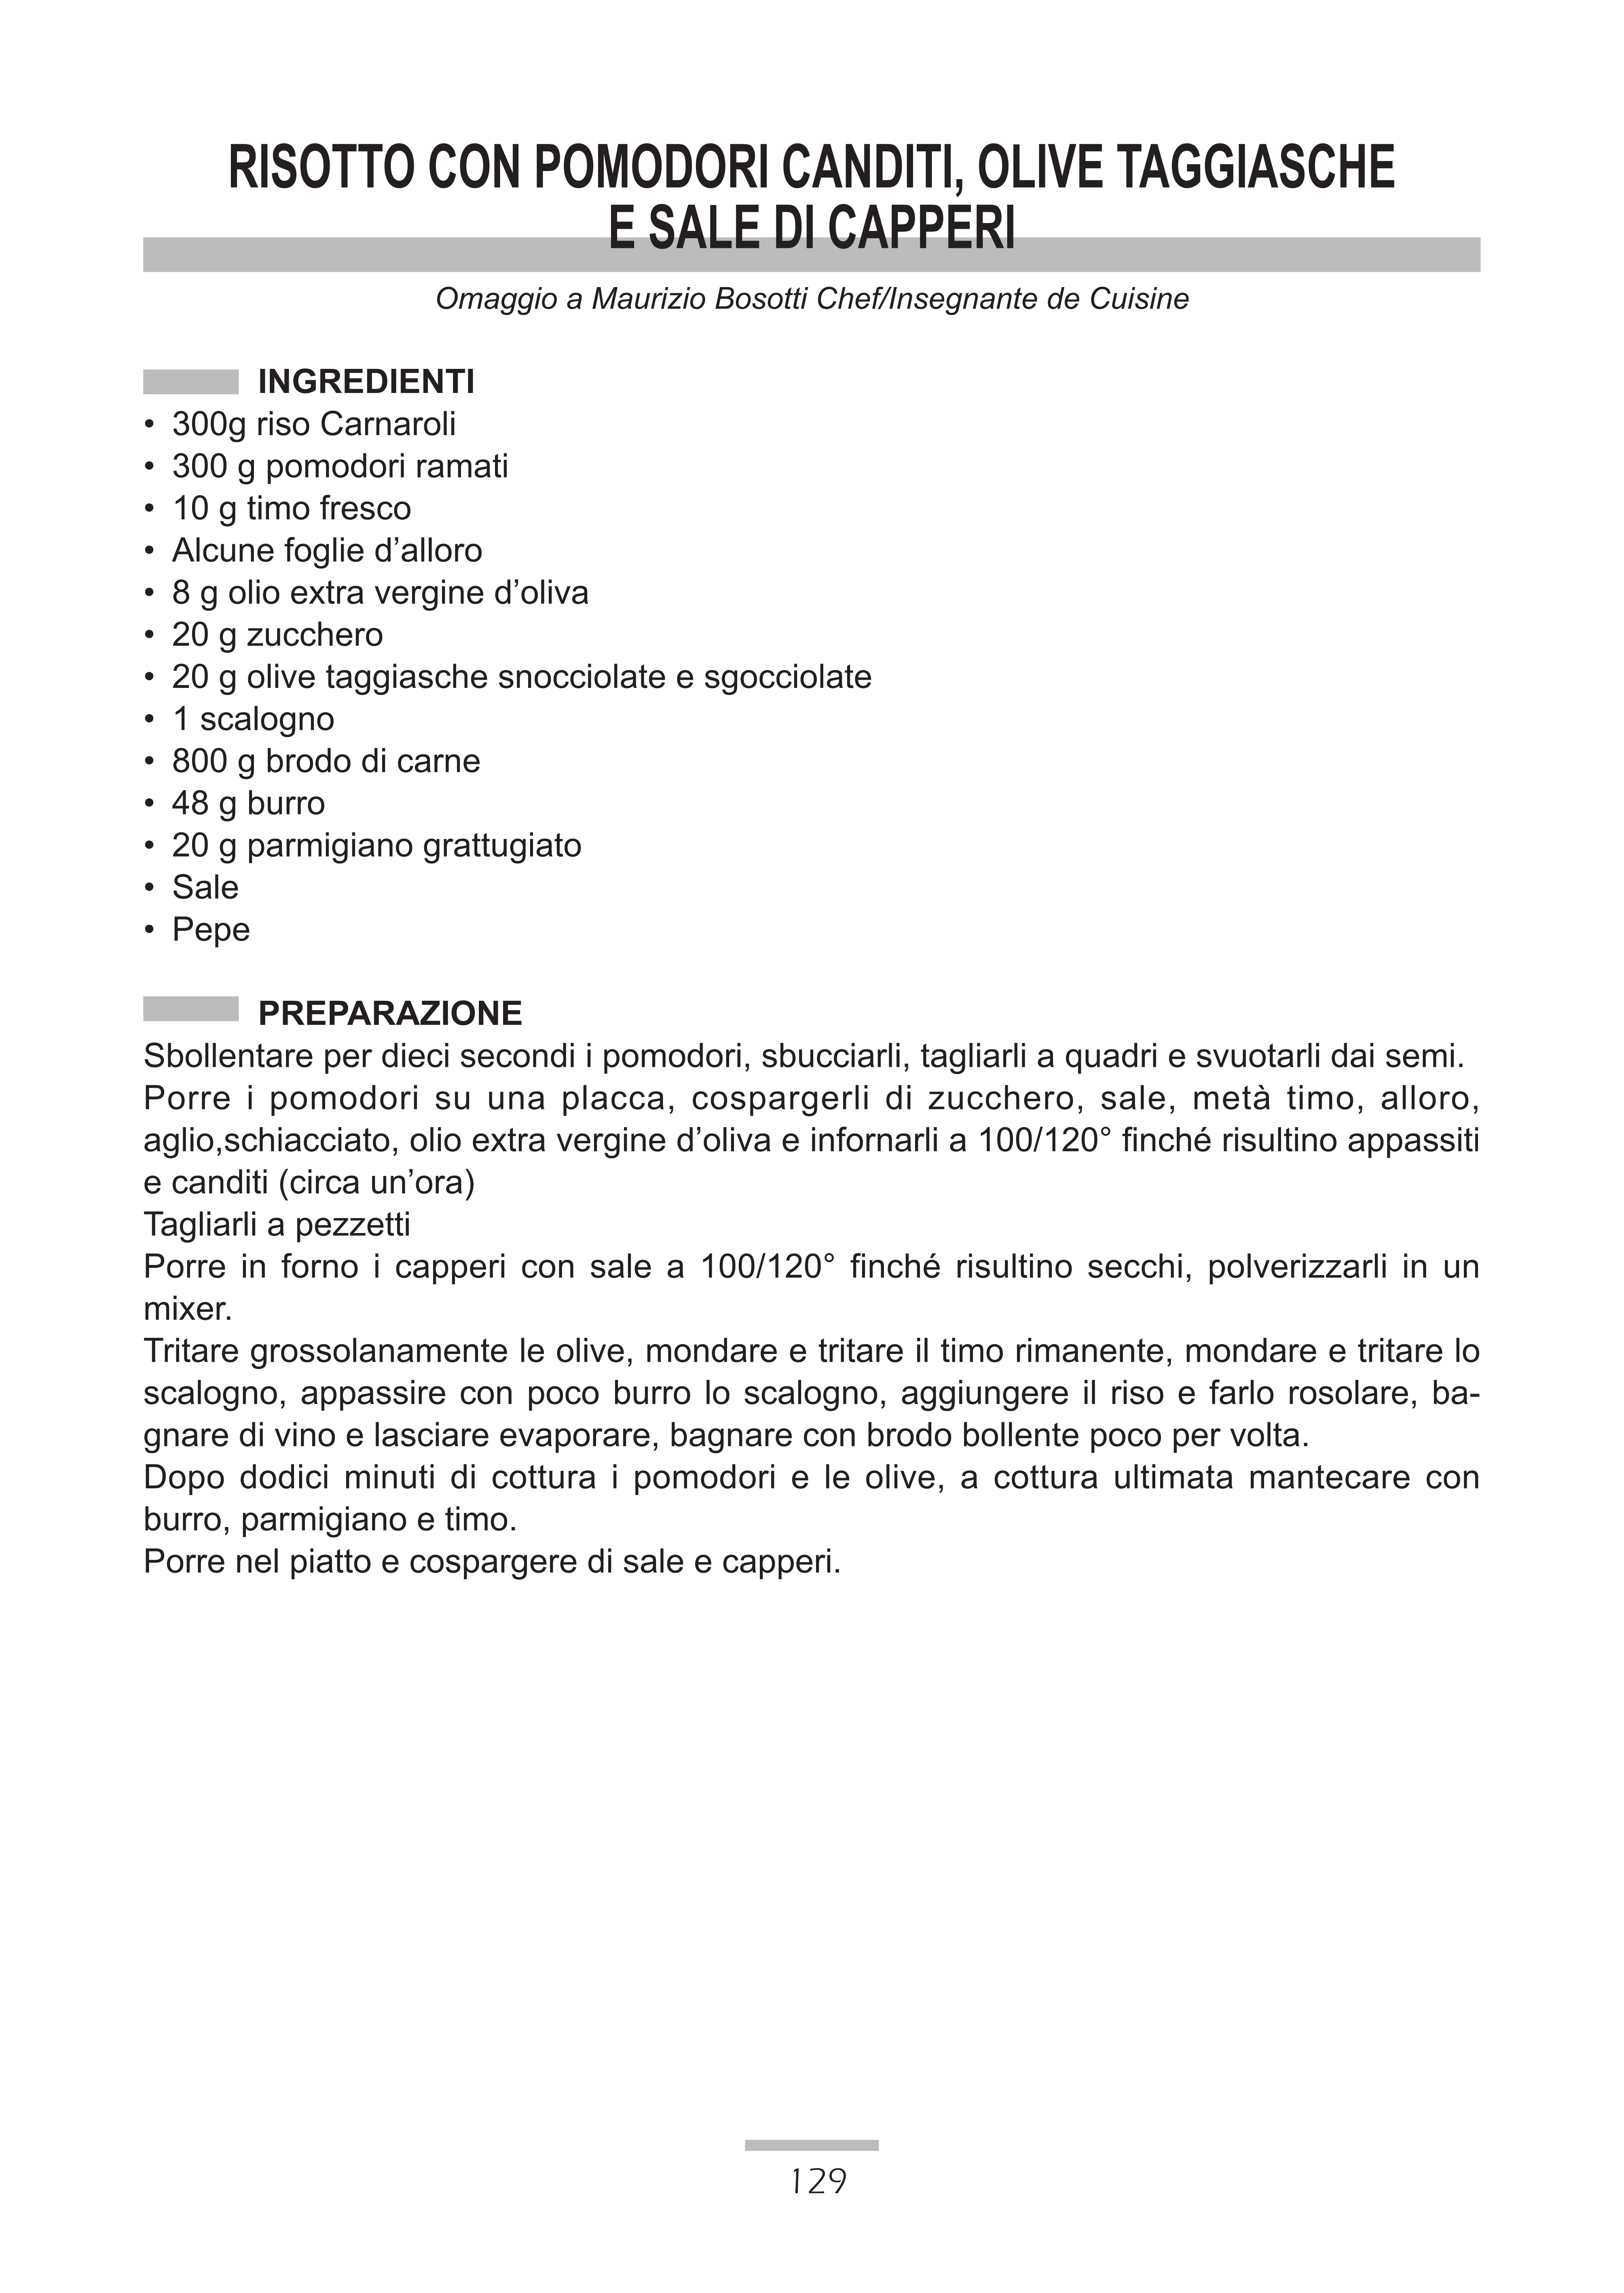 RISOTTO CON POMODORI CANDITI, OLIVE TAGGIASCHE
E SALE DI CAPPERI
Omaggio a Maurizio Bosotti Chef/Insegnante de Cuisine
INGREDIENTI
• 300g riso Carnaroli
• 300 g pomodori ramati
• 10 g timo fresco
• Alcune foglie d’alloro
• 8 g olio extra vergine d’oliva
• 20 g zucchero
• 20 g olive taggiasche snocciolate e sgocciolate
• 1 scalogno
• 800 g brodo di carne
• 48 g burro
• 20 g parmigiano grattugiato
• Sale
• Pepe
PREPARAZIONE
Sbollentare per dieci secondi i pomodori, sbucciarli, tagliarli a quadri e svuotarli dai semi.
Porre i pomodori su una placca, cospargerli di zucchero, sale, metà timo, alloro,
aglio,schiacciato, olio extra vergine d’oliva e infornarli a 100/120° finché risultino appassiti
e canditi (circa un’ora)
Tagliarli a pezzetti
Porre in forno i capperi con sale a 100/120° finché risultino secchi, polverizzarli in un
mixer.
Tritare grossolanamente le olive, mondare e tritare il timo rimanente, mondare e tritare lo
scalogno, appassire con poco burro lo scalogno, aggiungere il riso e farlo rosolare, ba-
gnare di vino e lasciare evaporare, bagnare con brodo bollente poco per volta.
Dopo dodici minuti di cottura i pomodori e le olive, a cottura ultimata mantecare con
burro, parmigiano e timo.
Porre nel piatto e cospargere di sale e capperi.
129